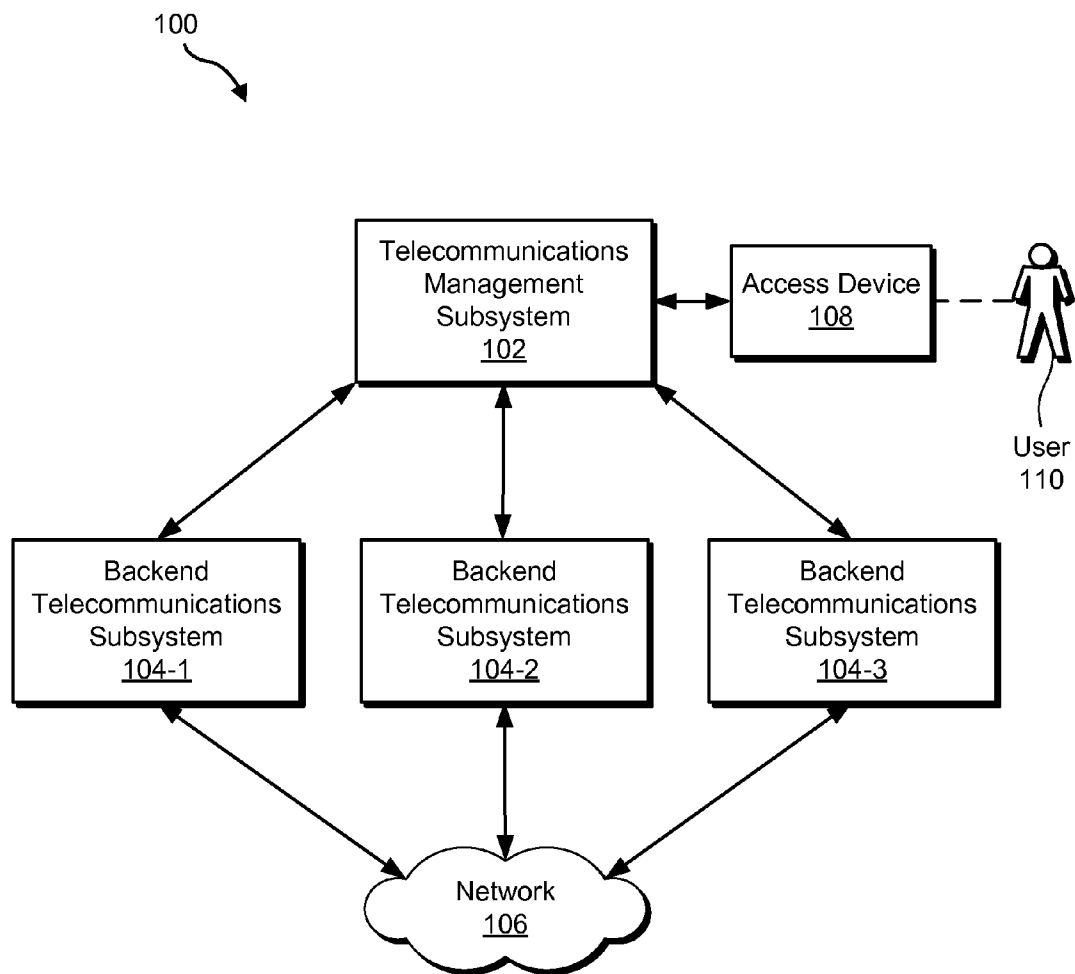 100
Telecommunications
Management
Subsystem
102
Access Device
108
User
110
Backend
Telecommunications
Subsystem
104-1
Backend
Telecommunications
Subsystem
104-2
Backend
Telecommunications
Subsystem
104-3
Network
106